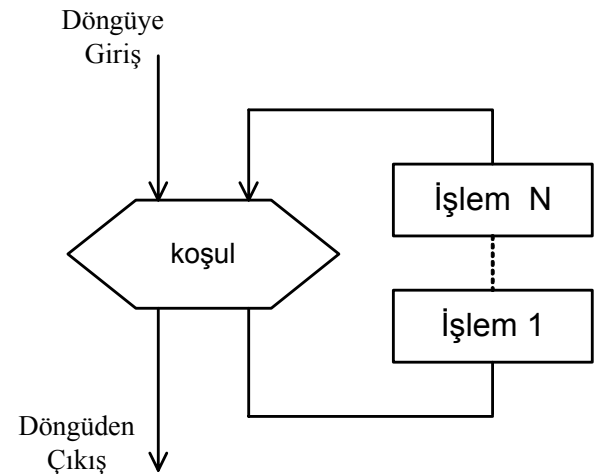 Döngüye
Giriş
İşlem N
koşul
İşlem 1
Döngüden
Çıkış